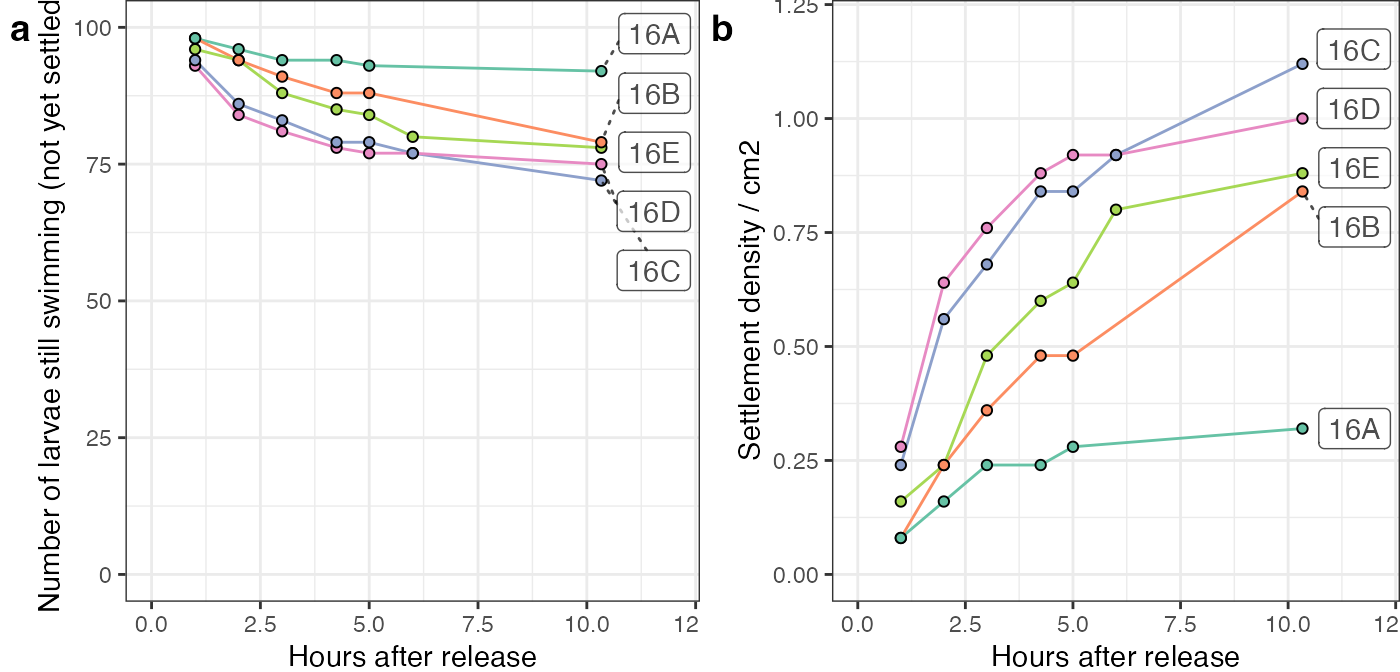 a
Number of larvae still swimming (not yet settled
100
75
50
25
0
0.0 2.5 5.0 7.5 10.0 12
Hours after release
16A
16B
16E
16D
16C
b
Settlement density / cm2
1.25
1.00
0.75
0.50
0.25
0.00
0.0 2.5 5.0 7.5 10.0 12
Hours after release
16C
16D
16E
16B
16A